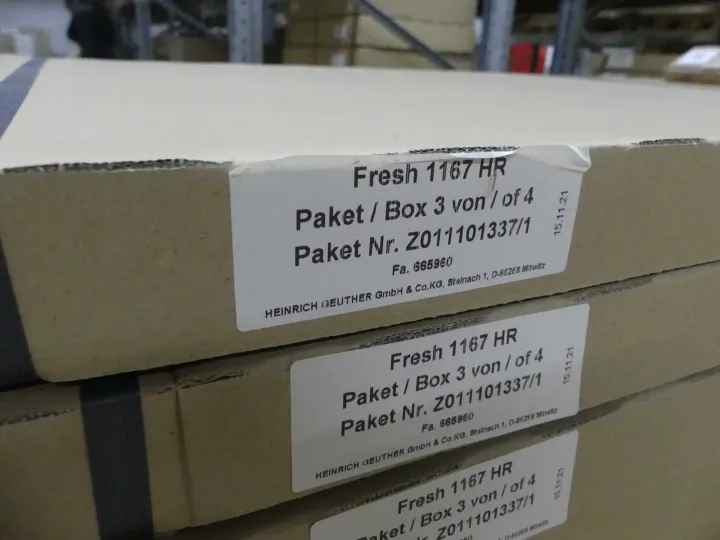 Fresh 1167 HR
Paket / Box 3 von / of 4
Paket Nr. Z011101337/1
Fa. 665960
HEINRICH GEUTHER GmbH & Co.KG, Steinach 1, D-96268 Mitwitz
15.11.21
Fresh 1167 HR
Paket / Box 3 von / of 4
Paket Nr. Z011101337/1
Fa. 665960
HEINRICH GEUTHER GmbH & Co.KG, Steinach 1, D-96268 Mitwitz
15.11.21
Fresh 1167 HR
Paket / Box 3 von / of 4
Paket Nr. Z011101337/1
15.11.21